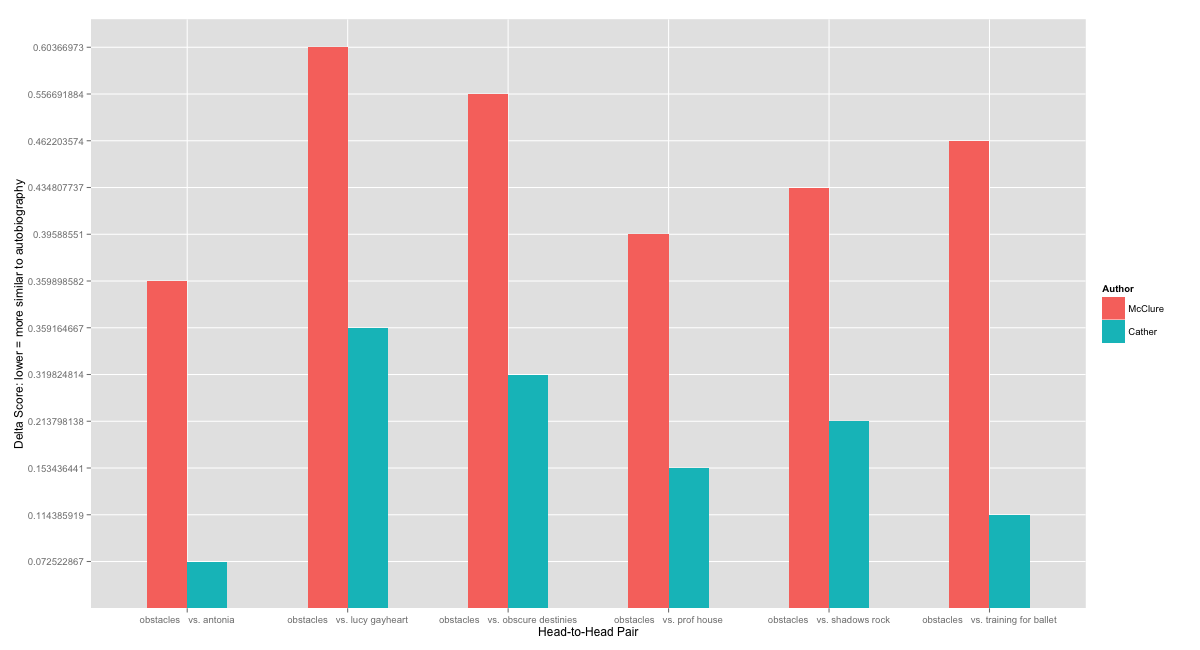 0.60366973
0.556691884
0.462203574
0.434807737
0.39588551
0.359898582
0.359164667
0.319824814
0.213798138
0.153436441
0.114385919
0.072522867
Delta Score: lower = more similar to autobiography
obstacles vs. antonia
obstacles vs. lucy gayheart
obstacles vs. obscure destinies
obstacles vs. prof house
obstacles vs. shadows rock
obstacles vs. training for ballet
Head-to-Head Pair
Author
McClure
Cather